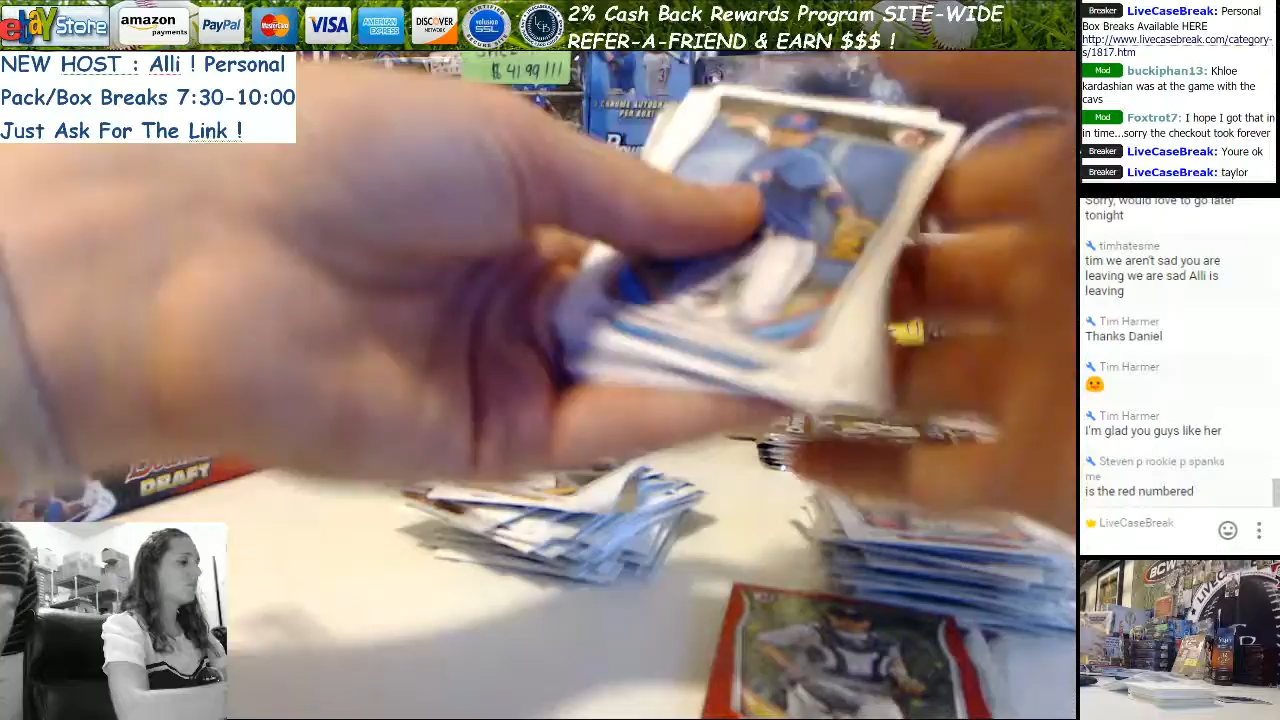 ebay Store
amazon payments
PayPal
MasterCard
VISA
AMERICAN EXPRESS
DISCOVER NETWORK
volusion SSL
2% Cash Back Rewards Program SITE-WIDE
REFER-A-FRIEND & EARN $$$ !
NEW HOST : Alli ! Personal
Pack/Box Breaks 7:30-10:00
Just Ask For The Link !
DRAFT
Breaker LiveCaseBreak: Personal
Box Breaks Available HERE
http://www.livecasebreak.com/category-
s/1817.htm
Mod buckiphan13: Khloe
kardashian was at the game with the
cavs
Mod Foxtrot7: I hope I got that in
in time...sorry the checkout took forever
Breaker LiveCaseBreak: Youre ok
Breaker LiveCaseBreak: taylor
Sorry, would love to go later
tonight
timhatesme
tim we aren't sad you are
leaving we are sad Alli is
leaving
Tim Harmer
Thanks Daniel
Tim Harmer
Tim Harmer
I'm glad you guys like her
Steven p rookie p spanks
me
is the red numbered
LiveCaseBreak
BCW